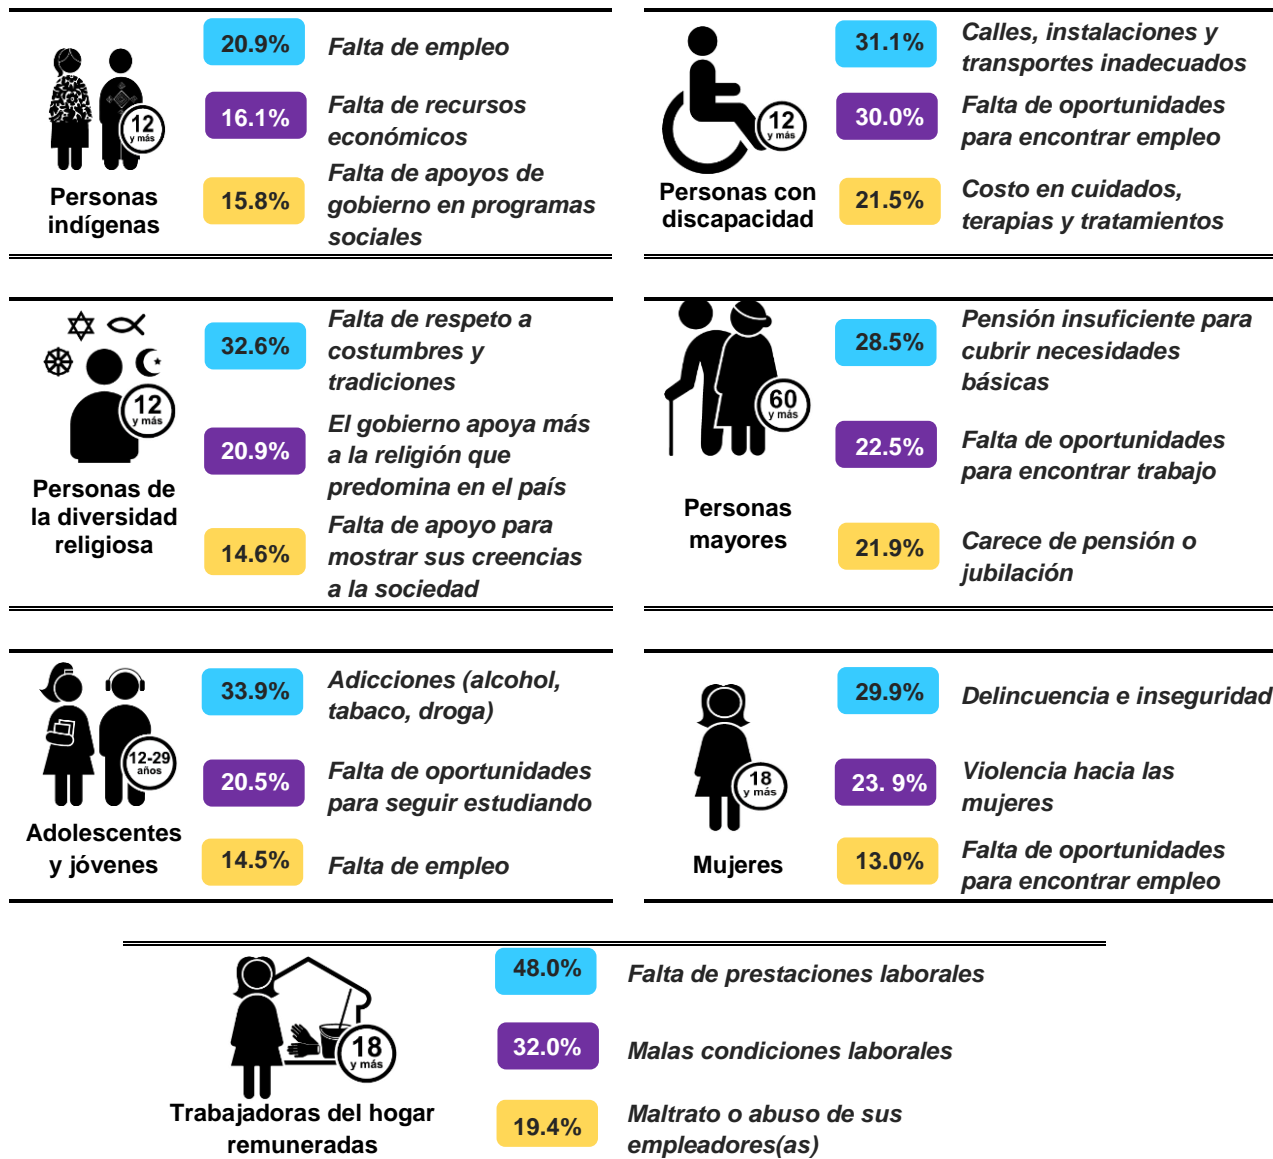 20.9%
Falta de empleo
16.1%
Falta de recursos
económicos
15.8%
Falta de apoyos de
gobierno en programas
sociales
12
y más
Personas
indígenas
31.1%
Calles, instalaciones y
transportes inadecuados
30.0%
Falta de oportunidades
para encontrar empleo
21.5%
Costo en cuidados,
terapias y tratamientos
12
y más
Personas con
discapacidad
32.6%
Falta de respeto a
costumbres y
tradiciones
20.9%
El gobierno apoya más
a la religión que
predomina en el país
14.6%
Falta de apoyo para
mostrar sus creencias
a la sociedad
12
y más
Personas de
la diversidad
religiosa
28.5%
Pensión insuficiente para
cubrir necesidades
básicas
22.5%
Falta de oportunidades
para encontrar trabajo
21.9%
Carece de pensión o
jubilación
60
y más
Personas
mayores
33.9%
Adicciones (alcohol,
tabaco, droga)
20.5%
Falta de oportunidades
para seguir estudiando
14.5%
Falta de empleo
12-29
años
Adolescentes
y jóvenes
29.9%
Delincuencia e inseguridad
23. 9%
Violencia hacia las
mujeres
13.0%
Falta de oportunidades
para encontrar empleo
18
y más
Mujeres
48.0%
Falta de prestaciones laborales
32.0%
Malas condiciones laborales
19.4%
Maltrato o abuso de sus
empleadores(as)
18
y más
Trabajadoras del hogar
remuneradas